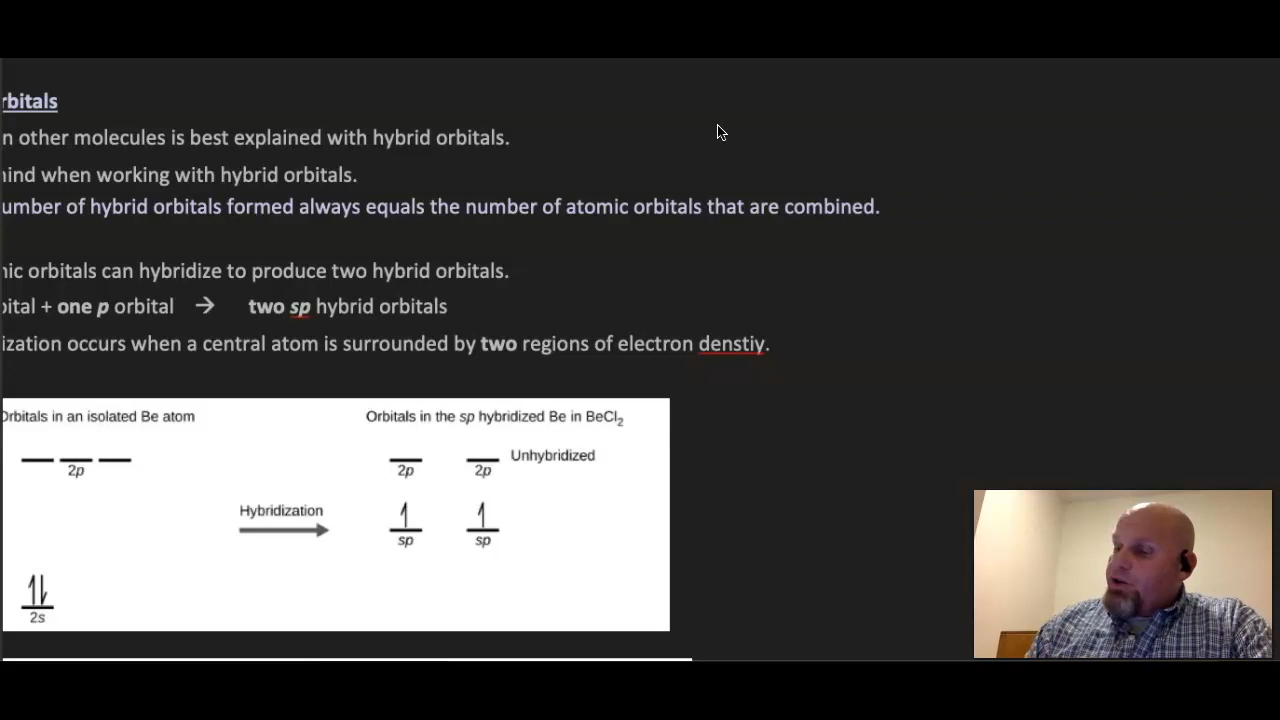 rbitals
n other molecules is best explained with hybrid orbitals.
ind when working with hybrid orbitals.
umber of hybrid orbitals formed always equals the number of atomic orbitals that are combined.
ic orbitals can hybridize to produce two hybrid orbitals.
ital + one p orbital → two sp hybrid orbitals
ization occurs when a central atom is surrounded by two regions of electron denstiy.
Orbitals in an isolated Be atom Orbitals in the sp hybridized Be in BeCl₂
2p 2p 2p Unhybridized
Hybridization
sp sp
2s